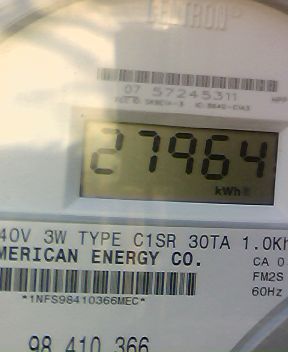 CENTRON
07 57245311
27964
kWh
40V 3W TYPE C1SR 30TA 1.0Kh
MERICAN ENERGY CO.
CA 0.
FM2S
60Hz
*1NFS98410366MEC*
98 410 366